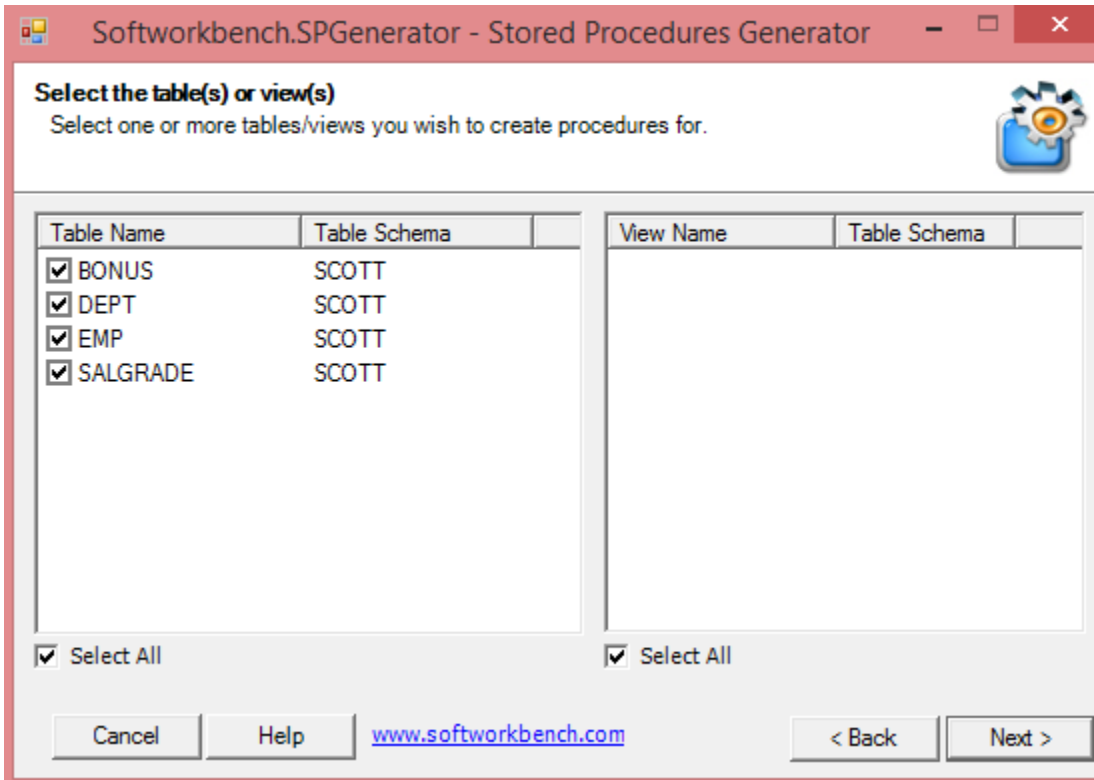 Softworkbench.SPGenerator - Stored Procedures Generator
Select the table(s) or view(s)
Select one or more tables/views you wish to create procedures for.
Table Name Table Schema
BONUS SCOTT
DEPT SCOTT
EMP SCOTT
SALGRADE SCOTT
Select All
View Name Table Schema
Select All
Cancel Help www.softworkbench.com < Back Next >